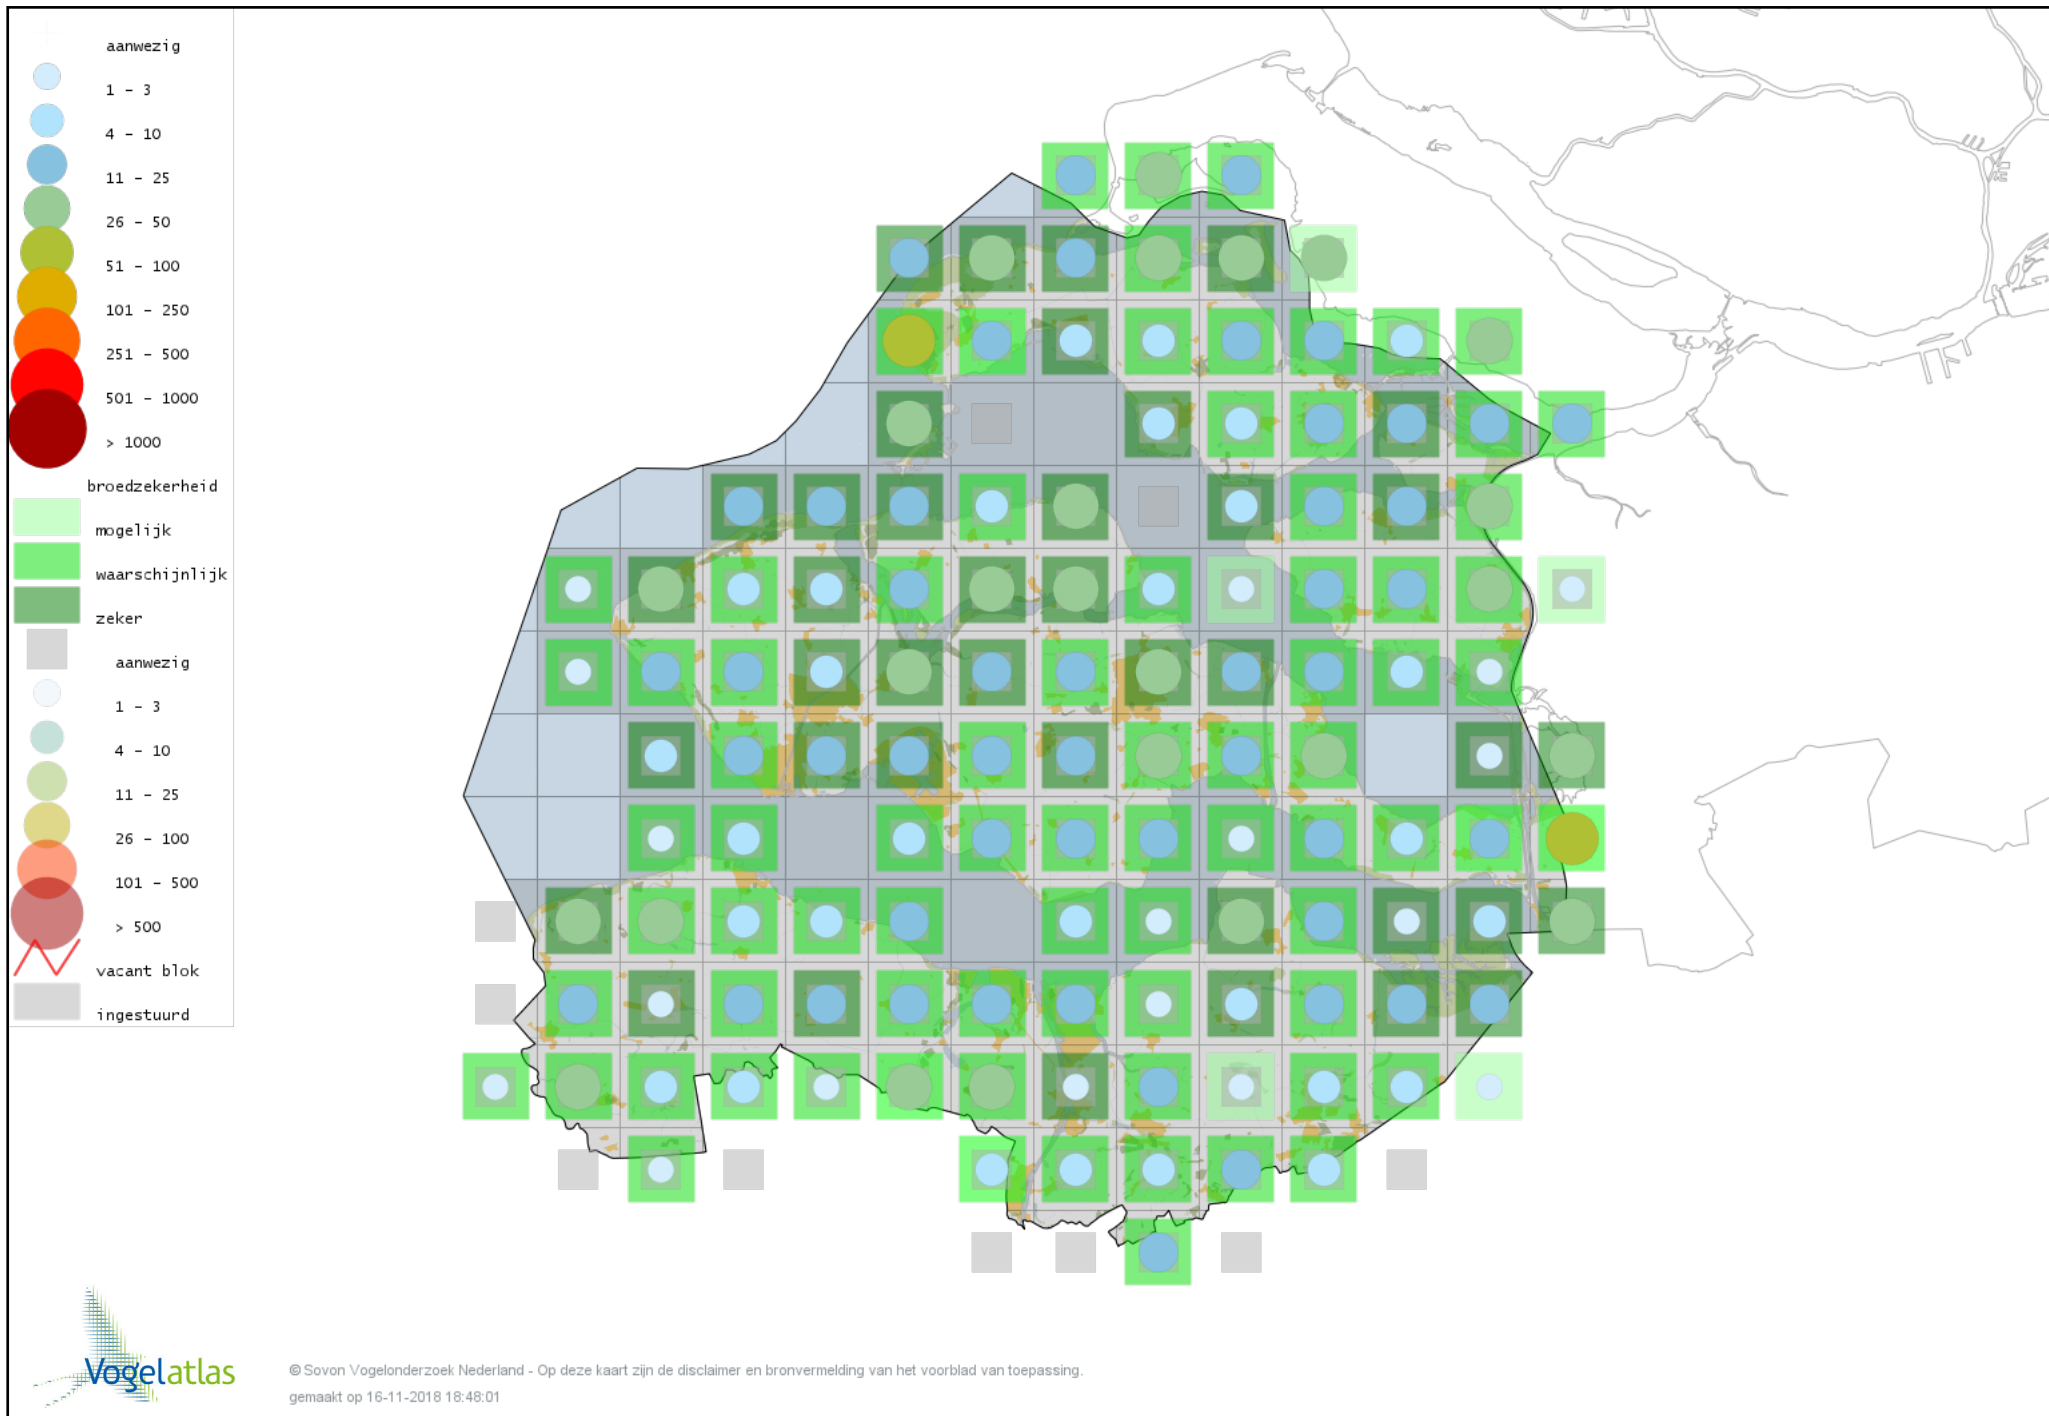 aanwezig
1 - 3
4 - 10
11 - 25
26 - 50
51 - 100
101 - 250
251 - 500
501 - 1000
> 1000
broedzekerheid
mogelijk
waarschijnlijk
zeker
aanwezig
1 - 3
4 - 10
11 - 25
26 - 100
101 - 500
> 500
vacant blok
ingestuurd
Vogelatlas
© Sovon Vogelonderzoek Nederland - Op deze kaart zijn de disclaimer en bronvermelding van het voorblad van toepassing.
gemaakt op 16-11-2018 18:48:01